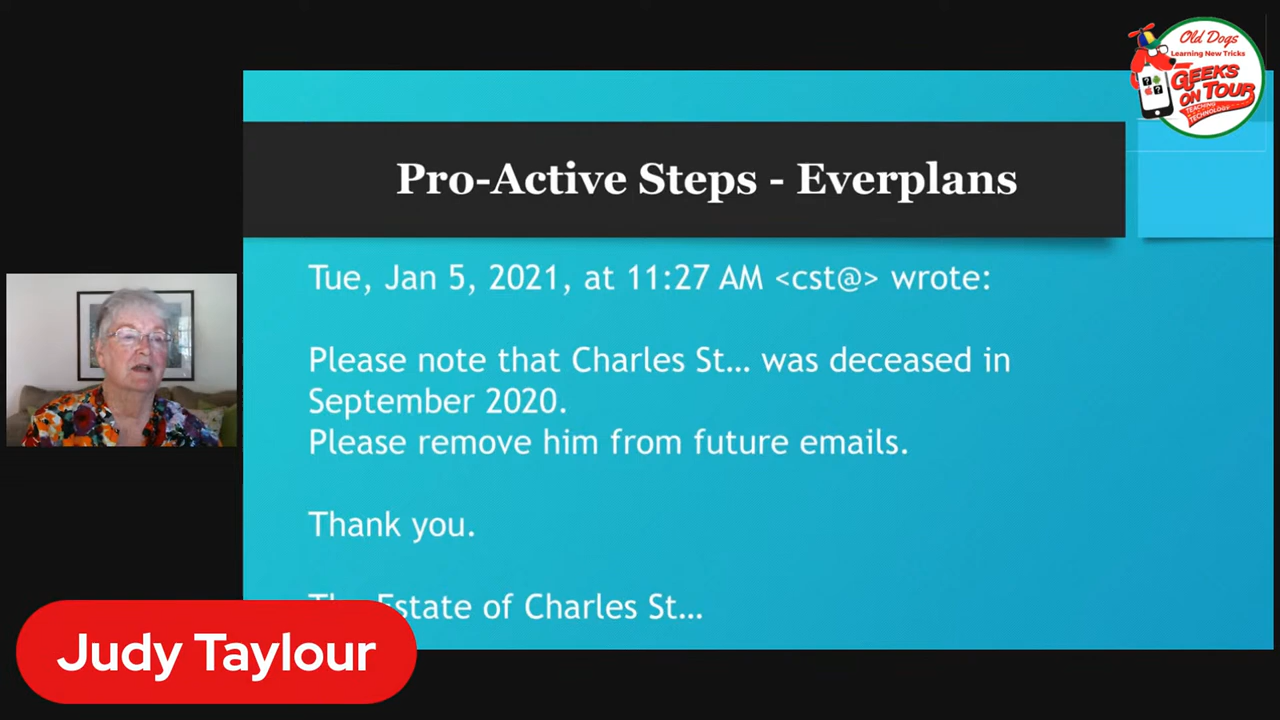 Old Dogs
Learning New Tricks
GEEKS
ON TOUR
TEACHING
TECHNOLOGY
Pro-Active Steps - Everplans
Tue, Jan 5, 2021, at 11:27 AM <cst@> wrote:
Please note that Charles St... was deceased in
September 2020.
Please remove him from future emails.
Thank you.
Estate of Charles St...
Judy Taylour